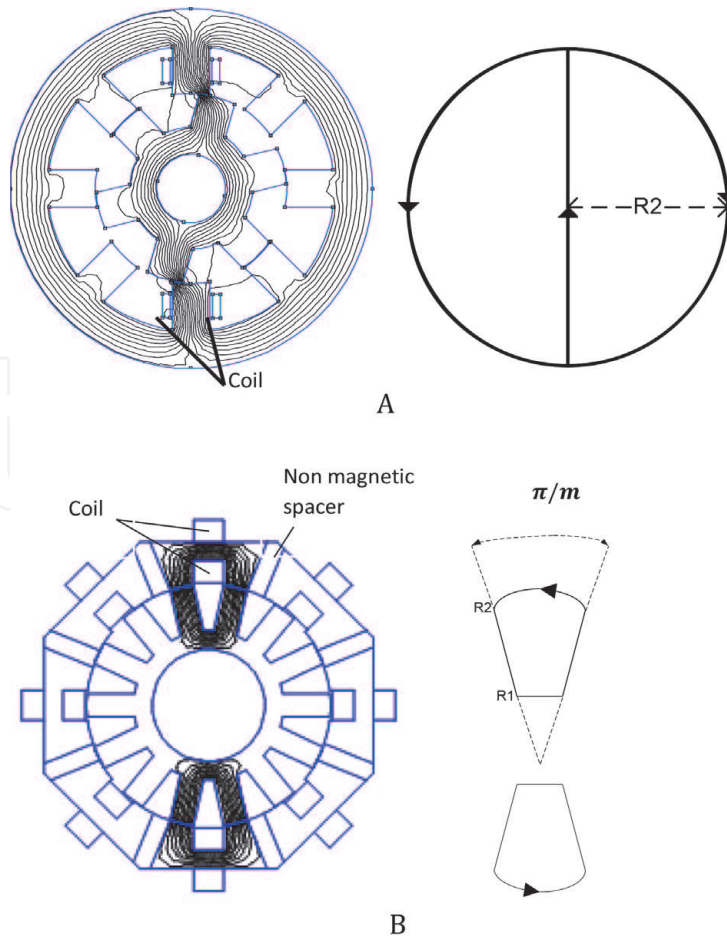 R2
Coil
A
Non magnetic
spacer
Coil
π/m
R2
R1
B